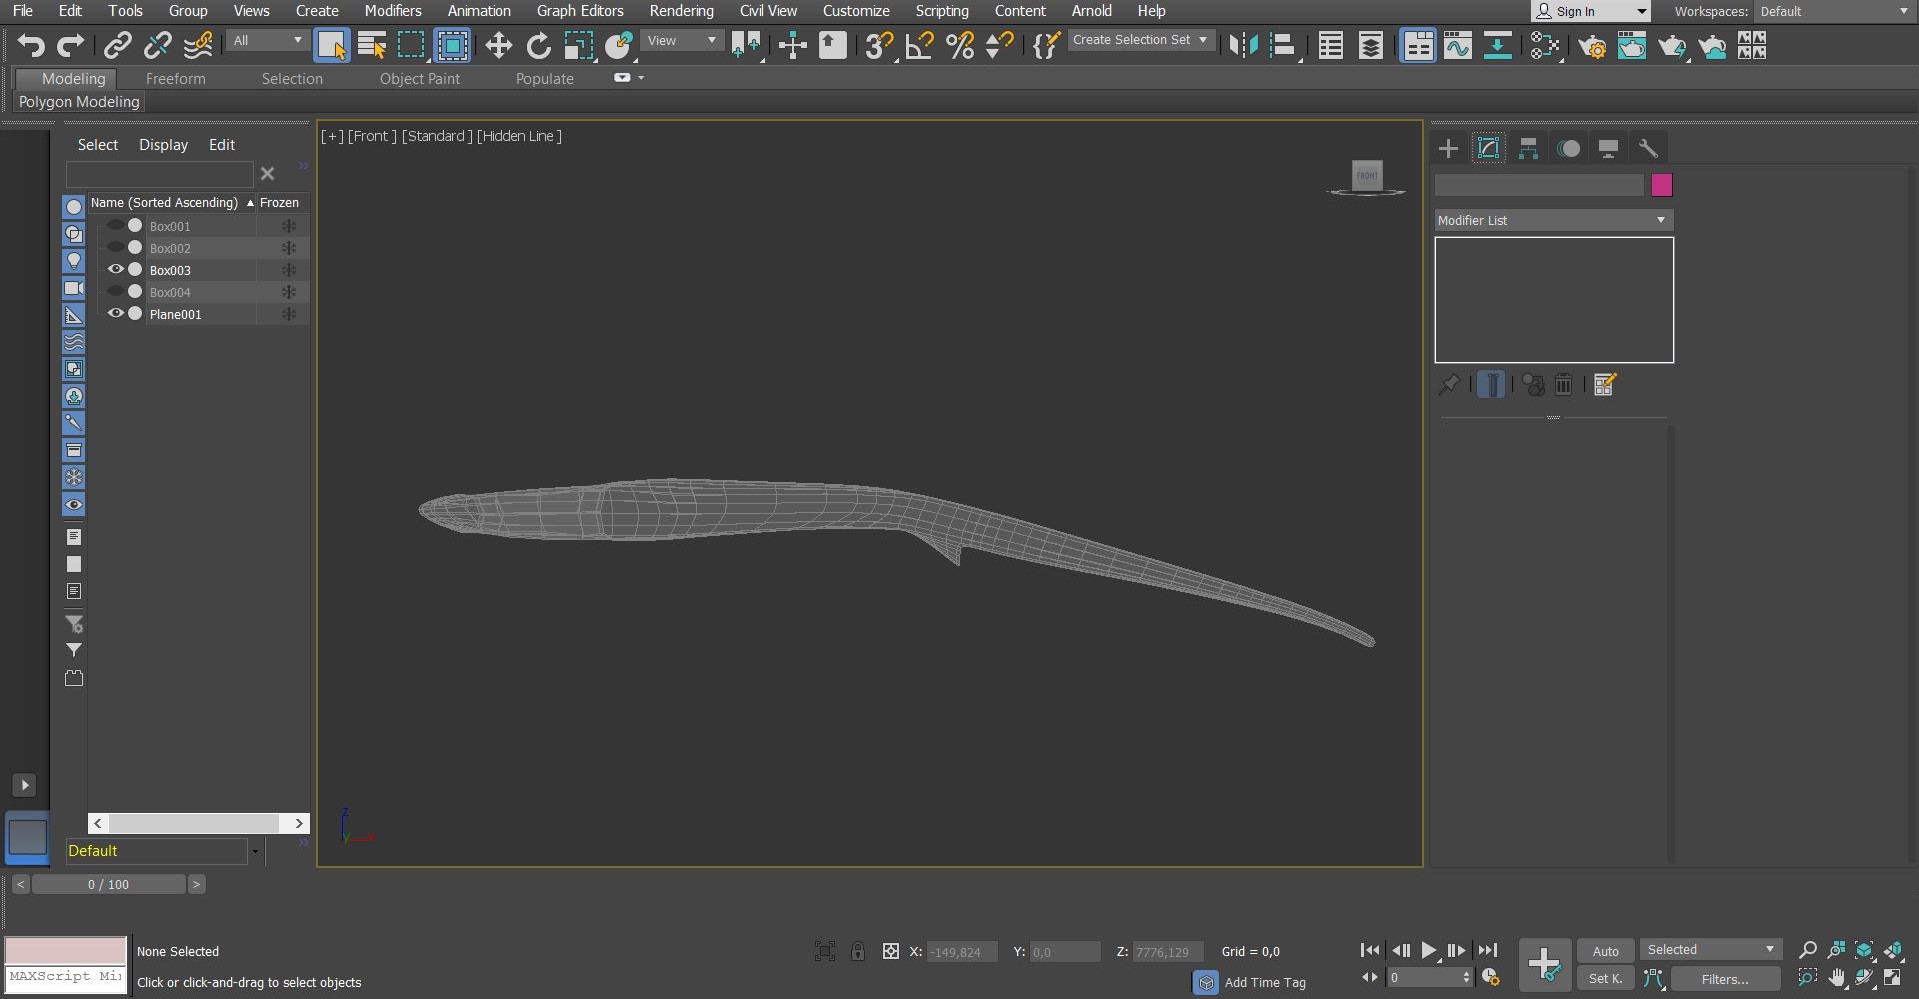 File Edit Tools Group Views Create Modifiers Animation Graph Editors Rendering Civil View Customize Scripting Content Arnold Help Sign In Workspaces: Default
All View Create Selection Set
Modeling Freeform Selection Object Paint Populate
Polygon Modeling
Select Display Edit
[+] [Front ] [Standard ] [Hidden Line ]
FRONT
Name (Sorted Ascending) Frozen
Box001
Box002
Box003
Box004
Plane001
Modifier List
z
Default
0 / 100
None Selected
X: -149,824 Y: 0,0 Z: 7776,129 Grid = 0,0
Auto Selected
MAXScript Mi
Click or click-and-drag to select objects
Add Time Tag
0
Set K. Filters...